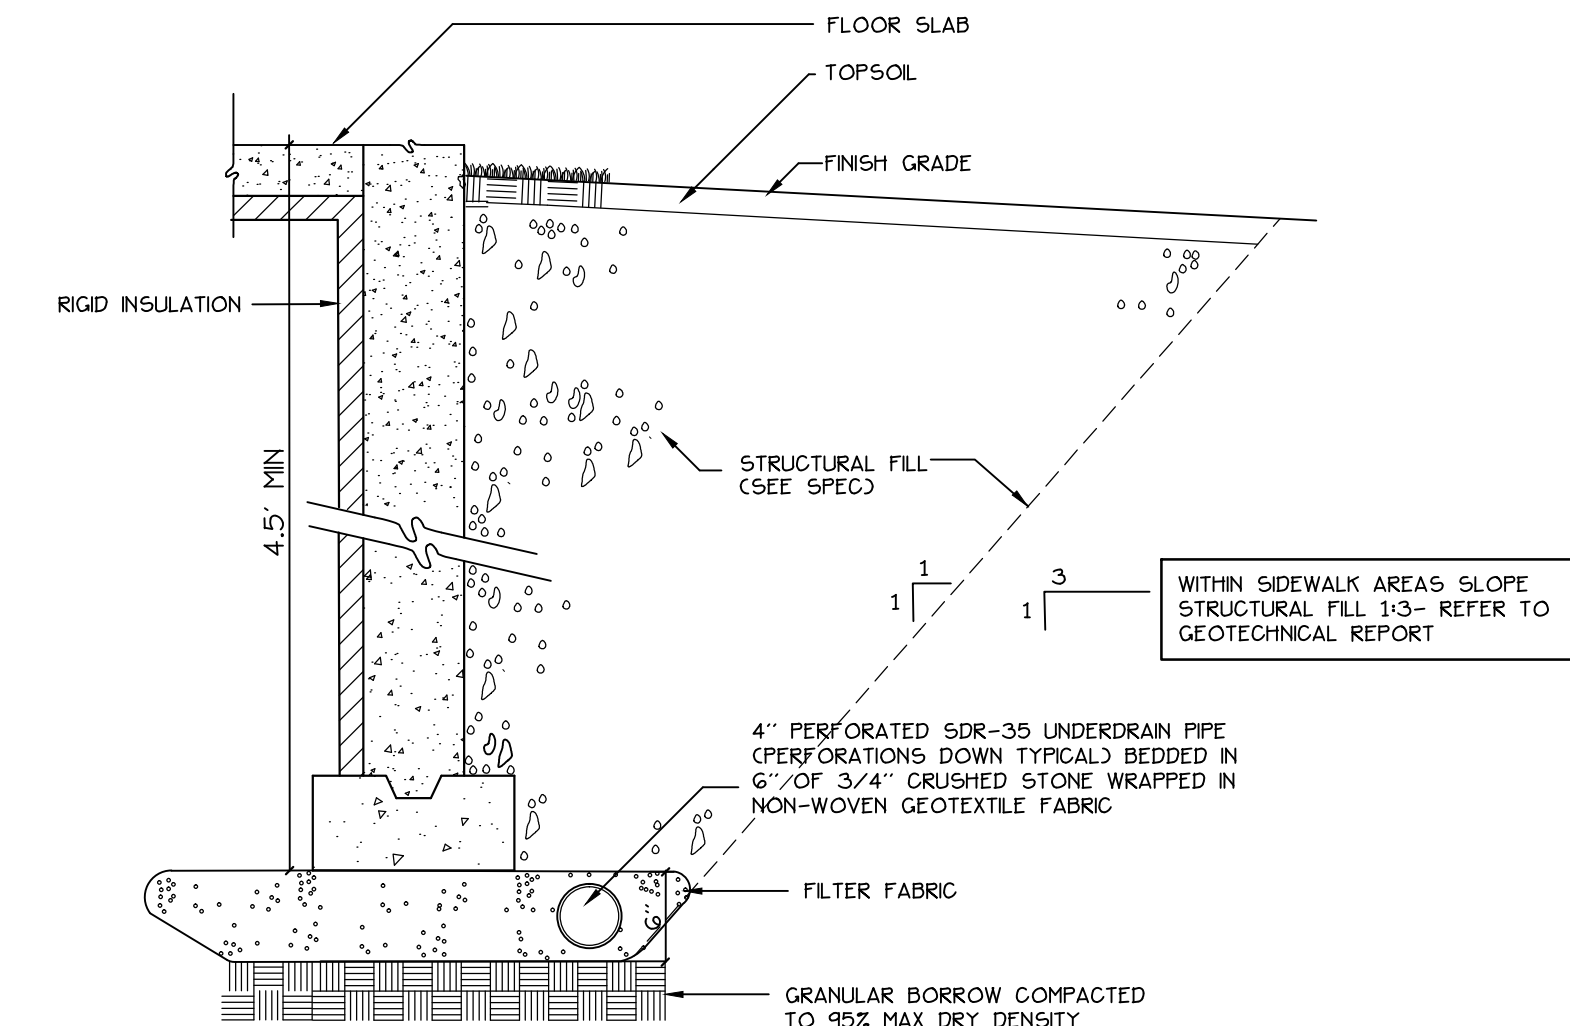 FLOOR SLAB
TOPSOIL
FINISH GRADE
RIGID INSULATION
4.5' MIN
STRUCTURAL FILL
(SEE SPEC)
1
1
3
1
WITHIN SIDEWALK AREAS SLOPE
STRUCTURAL FILL 1:3- REFER TO
GEOTECHNICAL REPORT
4'' PERFORATED SDR-35 UNDERDRAIN PIPE
(PERFORATIONS DOWN TYPICAL) BEDDED IN
6'' OF 3/4'' CRUSHED STONE WRAPPED IN
NON-WOVEN GEOTEXTILE FABRIC
FILTER FABRIC
6''
GRANULAR BORROW COMPACTED
TO 95% MAX DRY DENSITY